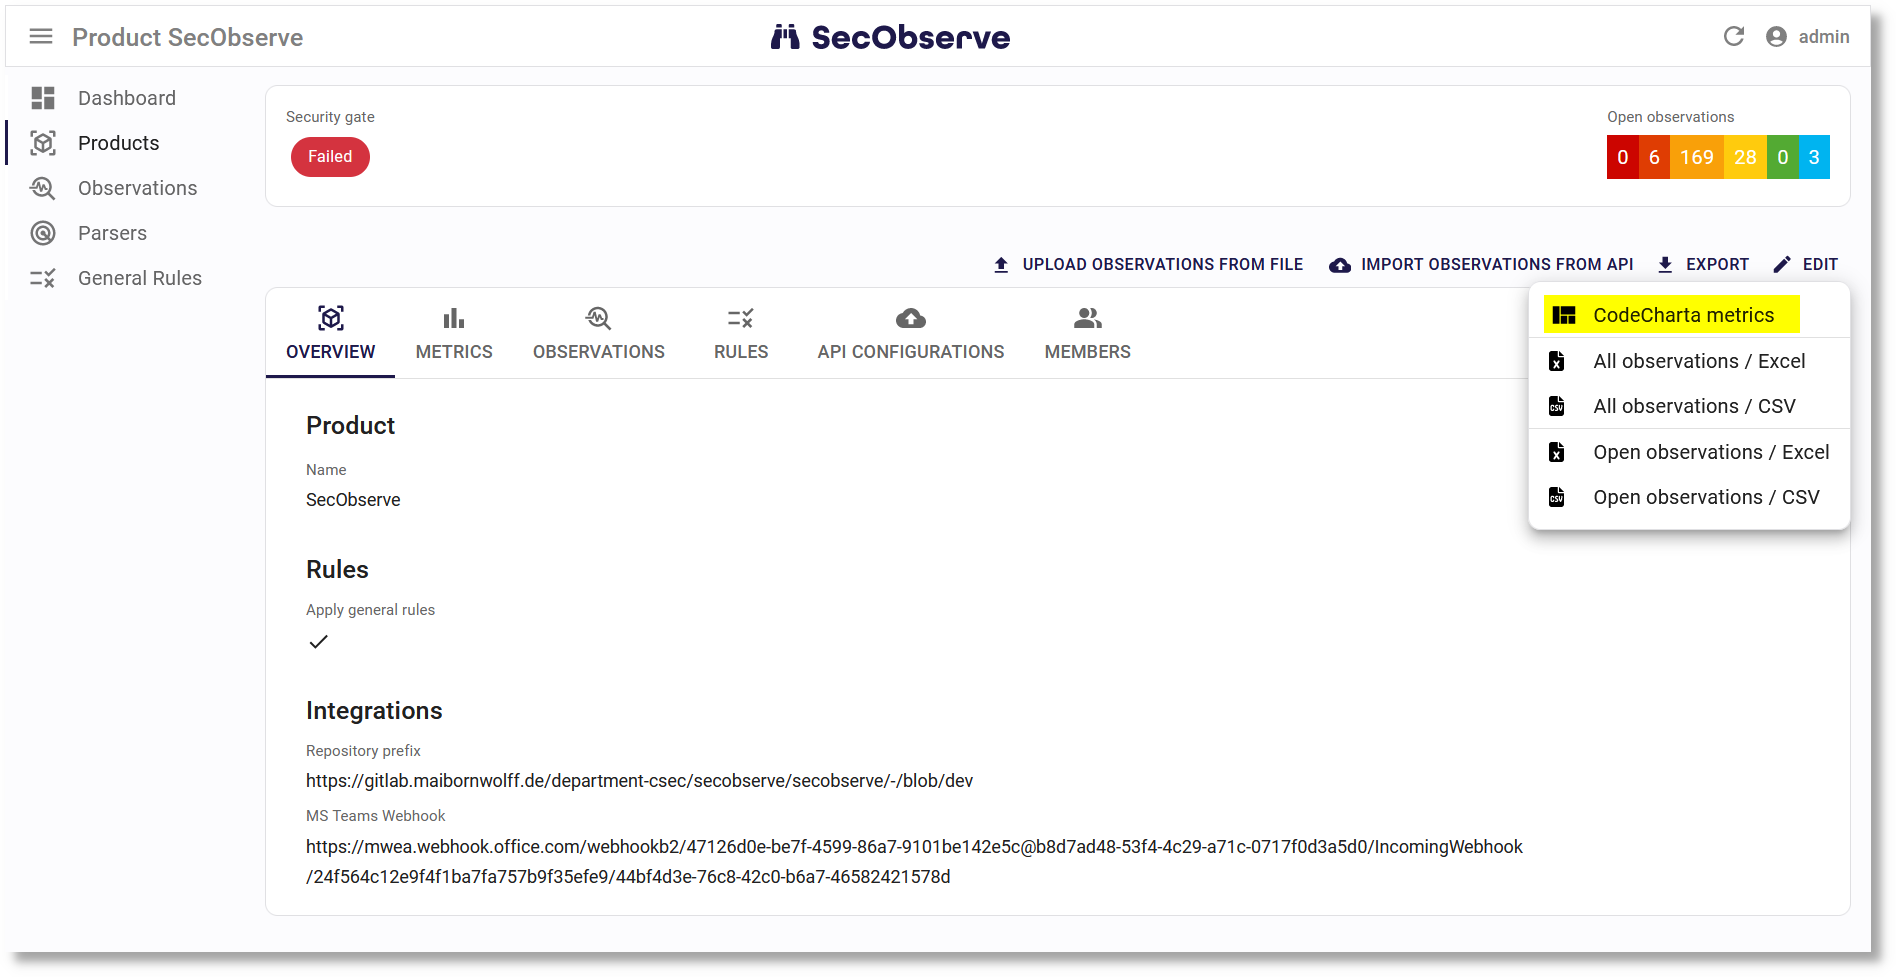 Product SecObserve
SecObserve
admin
Dashboard
Products
Observations
Parsers
General Rules
Security gate
Failed
Open observations
0 6 169 28 0 3
UPLOAD OBSERVATIONS FROM FILE
IMPORT OBSERVATIONS FROM API
EXPORT
EDIT
OVERVIEW
METRICS
OBSERVATIONS
RULES
API CONFIGURATIONS
MEMBERS
CodeCharta metrics
All observations / Excel
All observations / CSV
Open observations / Excel
Open observations / CSV
Product
Name
SecObserve
Rules
Apply general rules
Integrations
Repository prefix
https://gitlab.maibornwolff.de/department-csec/secobserve/secobserve/-/blob/dev
MS Teams Webhook
https://mwea.webhook.office.com/webhookb2/47126d0e-be7f-4599-86a7-9101be142e5c@b8d7ad48-53f4-4c29-a71c-0717f0d3a5d0/IncomingWebhook
/24f564c12e9f4f1ba7fa757b9f35efe9/44bf4d3e-76c8-42c0-b6a7-46582421578d